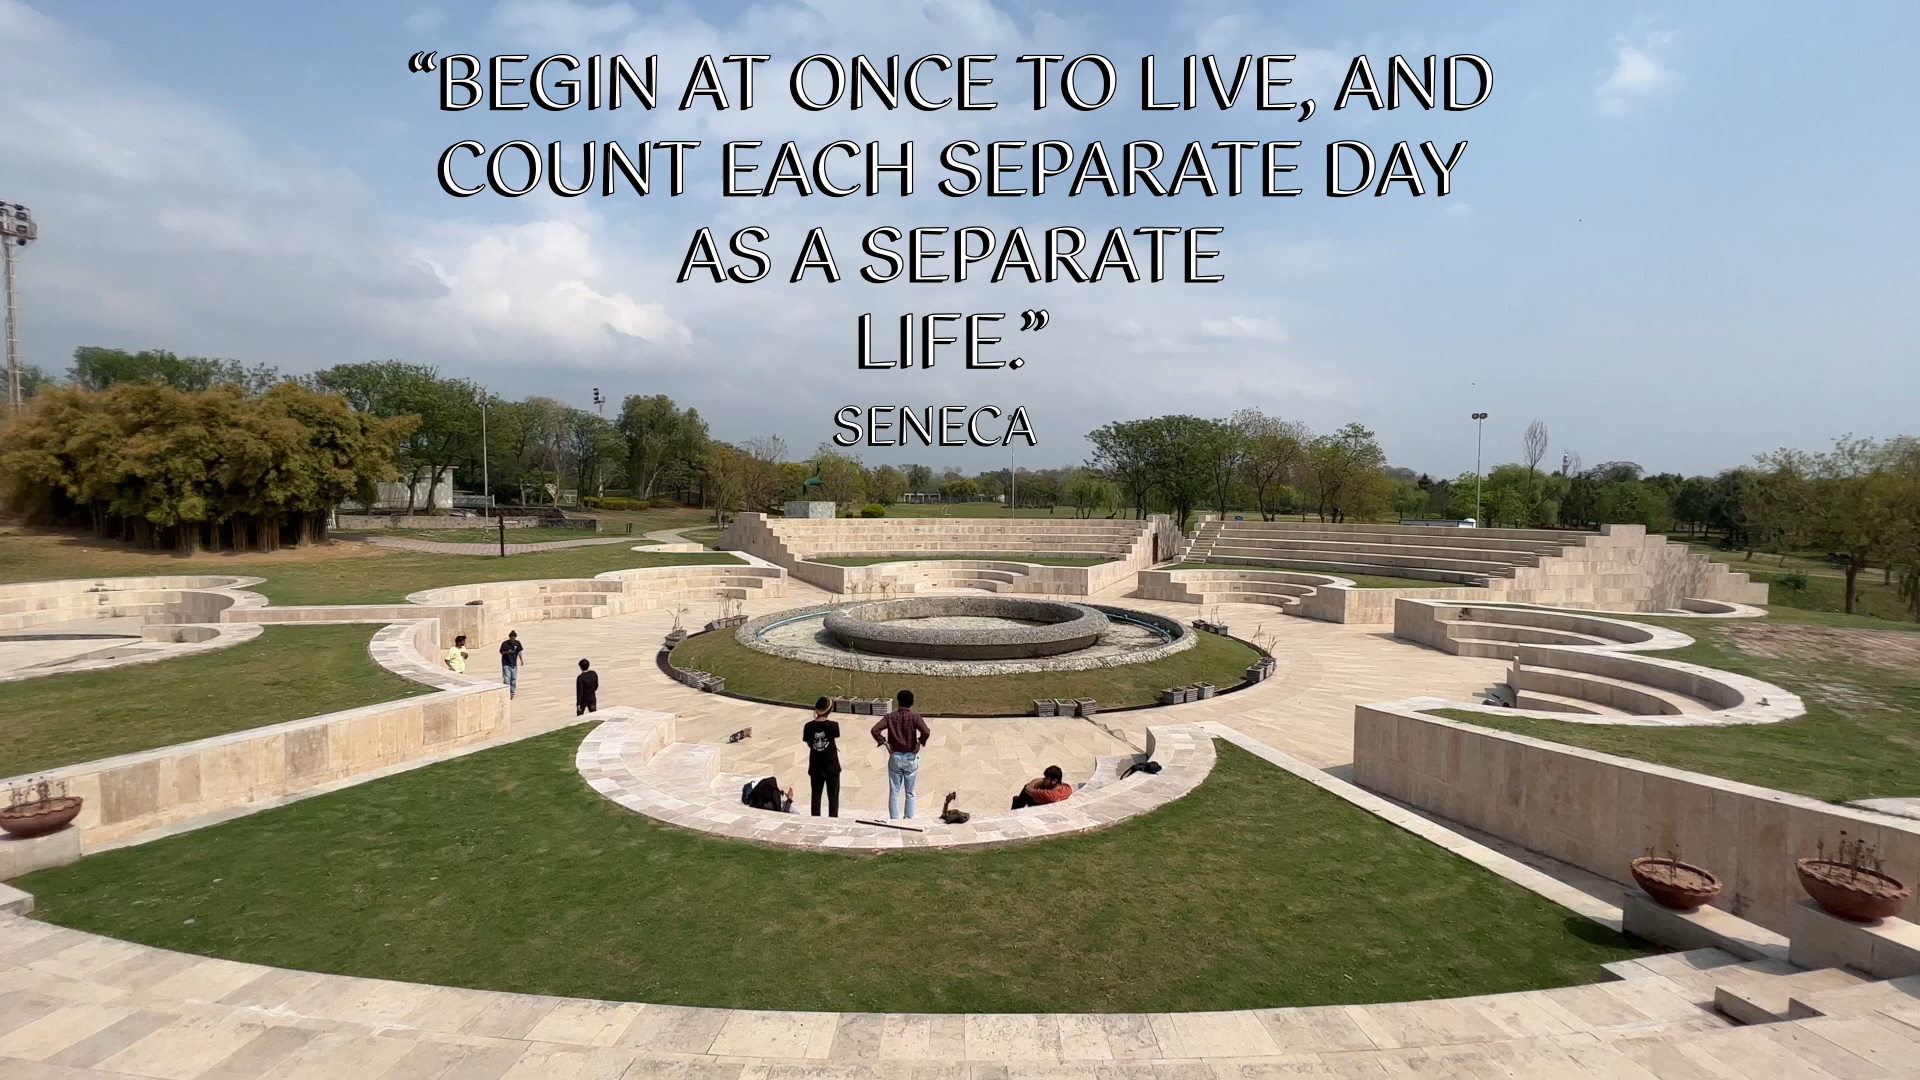 “BEGIN AT ONCE TO LIVE, AND
COUNT EACH SEPARATE DAY
AS A SEPARATE
LIFE.”
SENECA